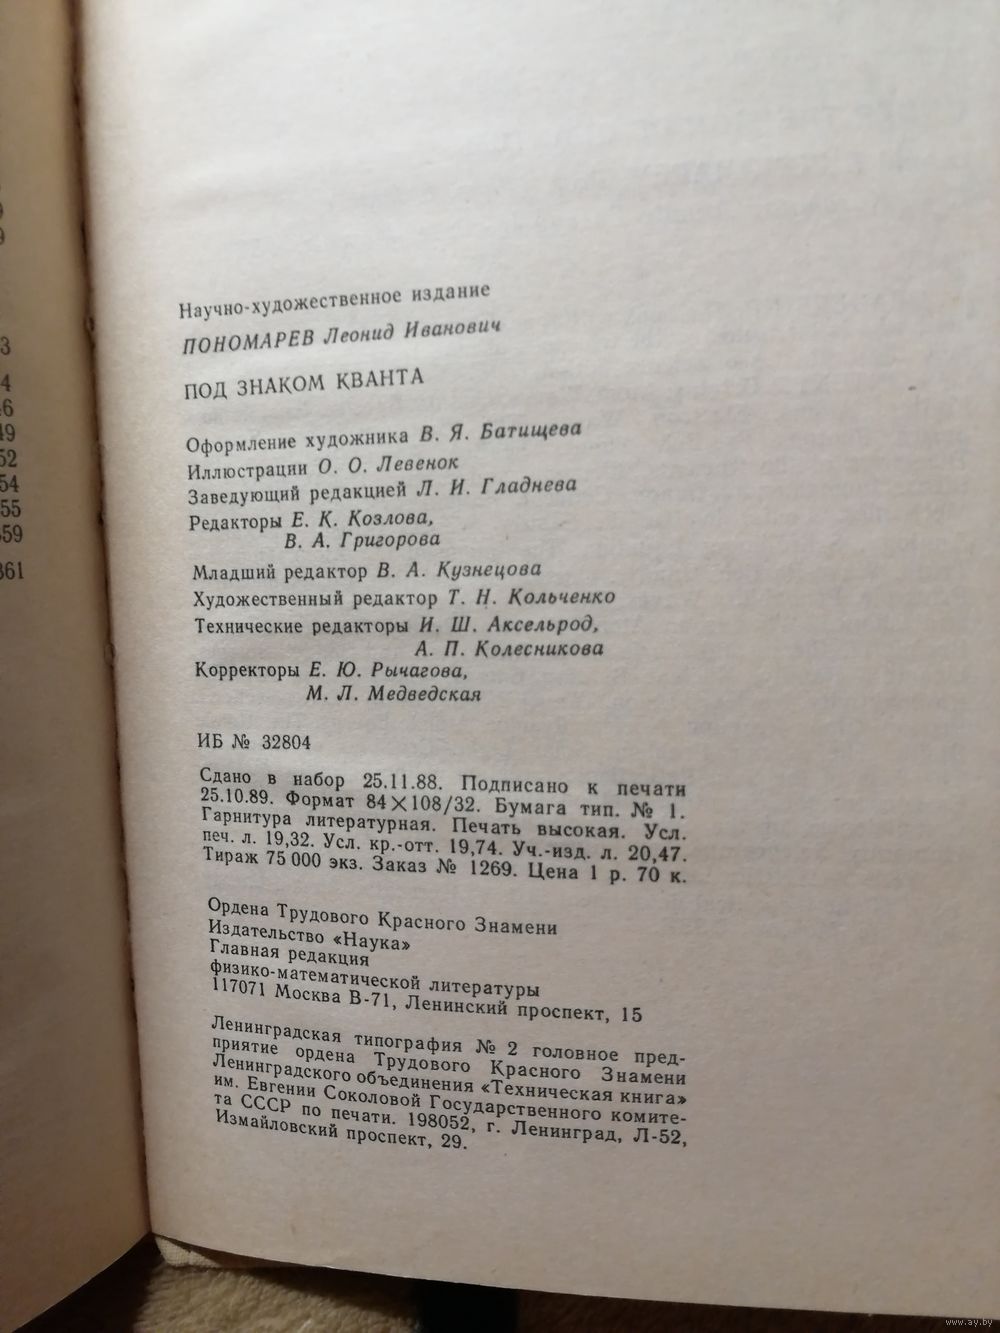 3
4
49
52
54
55
361
Научно-художественное издание
ПОНОМАРЕВ Леонид Иванович
ПОД ЗНАКОМ КВАНТА
Оформление художника В. Я. Батищева
Иллюстрации О. О. Левенок
Заведующий редакцией Л. И. Гладнева
Редакторы Е. К. Козлова,
В. А. Григорова
Младший редактор В. А. Кузнецова
Художественный редактор Т. Н. Кольченко
Технические редакторы И. Ш. Аксельрод,
А. П. Колесникова
Корректоры Е. Ю. Рычагова,
М. Л. Медведская
ИБ № 32804
Сдано в набор 25.11.88. Подписано к печати
25.10.89. Формат 84×108/32. Бумага тип. № 1.
Гарнитура литературная. Печать высокая. Усл.
печ. л. 19,32. Усл. кр.-отт. 19,74. Уч.-изд. л. 20,47.
Тираж 75 000 экз. Заказ № 1269. Цена 1 р. 70 к.
Ордена Трудового Красного Знамени
Издательство «Наука»
Главная редакция
физико-математической литературы
117071 Москва В-71, Ленинский проспект, 15
Ленинградская типография № 2 головное пред-
приятие ордена Трудового Красного Знамени
Ленинградского объединения «Техническая книга»
им. Евгении Соколовой Государственного комите-
та СССР по печати. 198052, г. Ленинград, Л-52,
Измайловский проспект, 29.
www.ay.by